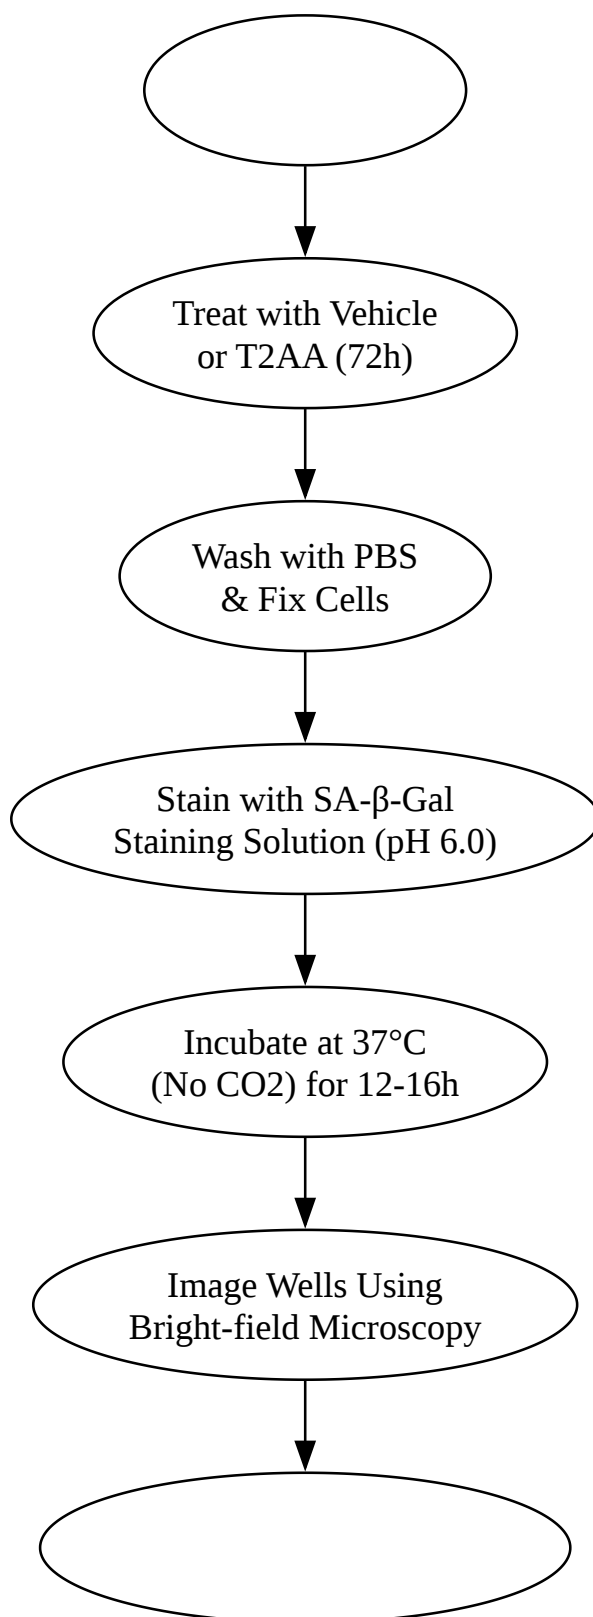 Treat with Vehicle
or T2AA (72h)
Wash with PBS
& Fix Cells
Stain with SA-β-Gal
Staining Solution (pH 6.0)
Incubate at 37°C
(No CO2) for 12-16h
Image Wells Using
Bright-field Microscopy